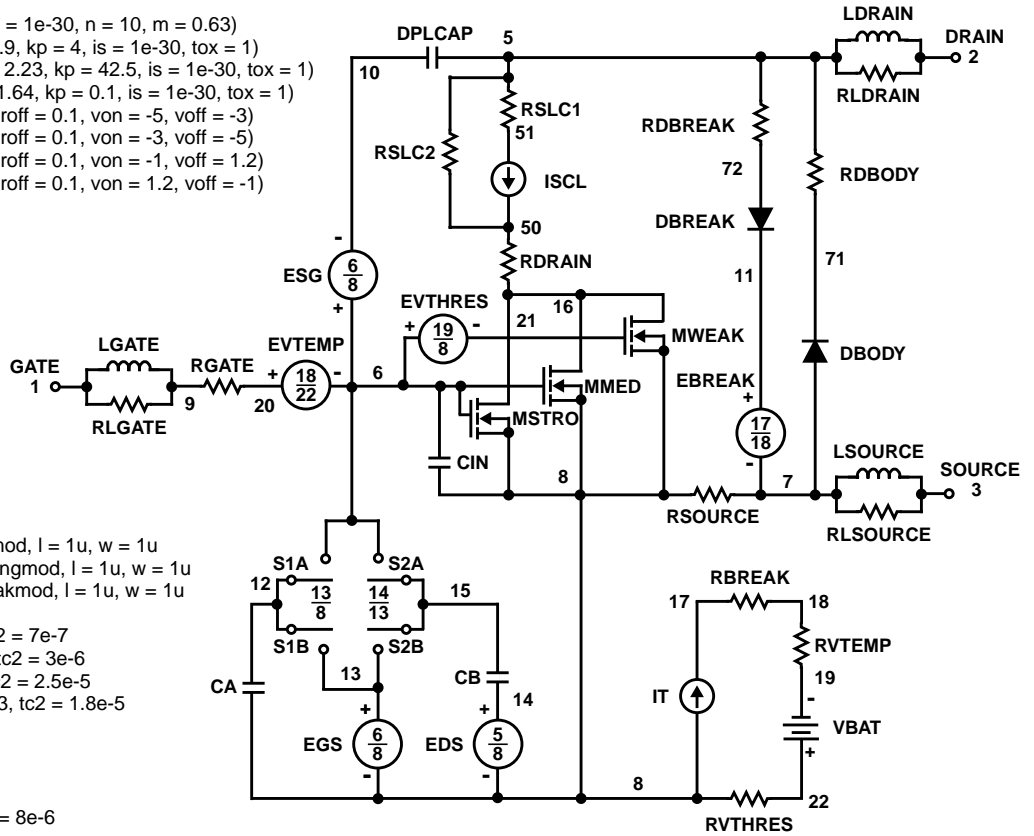 = 1e-30, n = 10, m = 0.63)
.9, kp = 4, is = 1e-30, tox = 1)
2.23, kp = 42.5, is = 1e-30, tox = 1)
1.64, kp = 0.1, is = 1e-30, tox = 1)
roff = 0.1, von = -5, voff = -3)
roff = 0.1, von = -3, voff = -5)
roff = 0.1, von = -1, voff = 1.2)
roff = 0.1, von = 1.2, voff = -1)
LDRAIN
DPLCAP 5 DRAIN
10 2
RLDRAIN
RSLC1
RDBREAK
51
RSLC2
72 RDBODY
ISCL
50 DBREAK
- 71
6
8
RDRAIN
ESG 11
EVTHRES 16
+ 21
+ 19
8 - MWEAK
LGATE EVTEMP DBODY
GATE RGATE 6 EBREAK
1 + 18
22 - MMED +
9 20
MSTRO 17
18
RLGATE LSOURCE
CIN - SOURCE
8 7 3
RSOURCE
RLSOURCE
mod, l = 1u, w = 1u
ngmod, l = 1u, w = 1u
akmod, l = 1u, w = 1u
S1A S2A
12 13
8 14
13 15
RBREAK
17 18
S1B S2B
2 = 7e-7
tc2 = 3e-6
2 = 2.5e-5
3, tc2 = 1.8e-5
RVTEMP
13 CB 19
CA 14 IT -
+ +
VBAT
EGS 6
8 EDS 5
8 +
- - 8
22
RVTHRES
= 8e-6